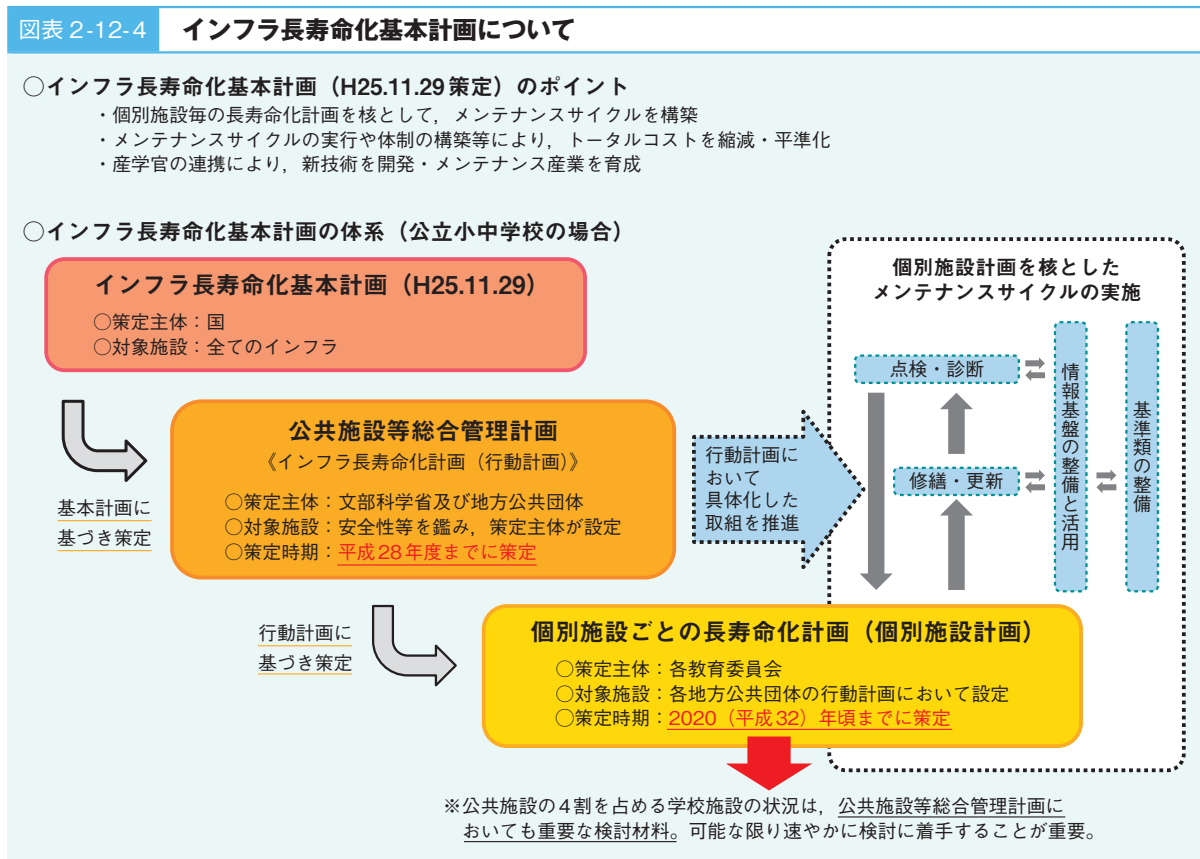 図表2-12-4 インフラ長寿命化基本計画について
○インフラ長寿命化基本計画（H25.11.29策定）のポイント
・個別施設毎の長寿命化計画を核として，メンテナンスサイクルを構築
・メンテナンスサイクルの実行や体制の構築等により，トータルコストを縮減・平準化
・産学官の連携により，新技術を開発・メンテナンス産業を育成
○インフラ長寿命化基本計画の体系（公立小中学校の場合）
インフラ長寿命化基本計画（H25.11.29）
○策定主体：国
○対象施設：全てのインフラ
基本計画に
基づき策定
公共施設等総合管理計画
《インフラ長寿命化計画（行動計画）》
○策定主体：文部科学省及び地方公共団体
○対象施設：安全性等を鑑み，策定主体が設定
○策定時期：平成28年度までに策定
行動計画に
おいて
具体化した
取組を推進
個別施設計画を核とした
メンテナンスサイクルの実施
点検・診断
修繕・更新
情報基盤の整備と活用
基準類の整備
行動計画に
基づき策定
個別施設ごとの長寿命化計画（個別施設計画）
○策定主体：各教育委員会
○対象施設：各地方公共団体の行動計画において設定
○策定時期：2020（平成32）年頃までに策定
※公共施設の4割を占める学校施設の状況は，公共施設等総合管理計画に
おいても重要な検討材料。可能な限り速やかに検討に着手することが重要。